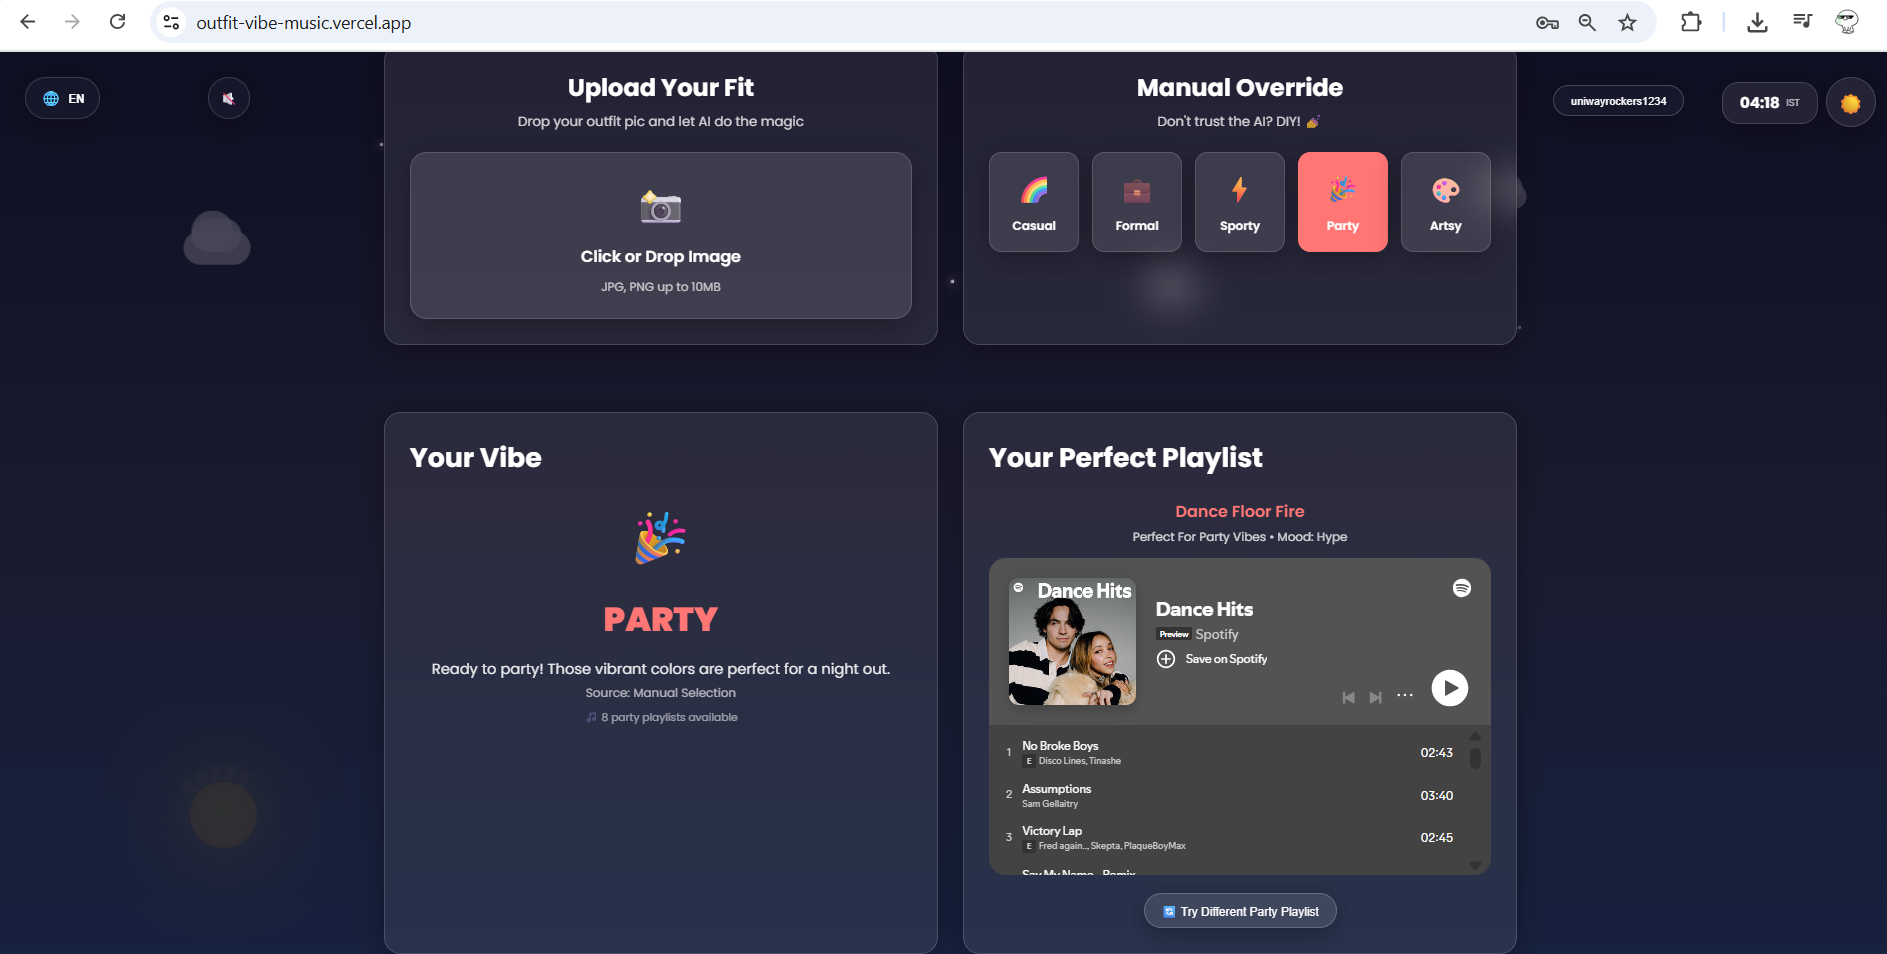 outfit-vibe-music.vercel.app
EN
uniwayrockers1234
04:18 IST
Upload Your Fit
Drop your outfit pic and let AI do the magic
Click or Drop Image
JPG, PNG up to 10MB
Manual Override
Don't trust the AI? DIY!
Casual
Formal
Sporty
Party
Artsy
Your Vibe
PARTY
Ready to party! Those vibrant colors are perfect for a night out.
Source: Manual Selection
8 party playlists available
Your Perfect Playlist
Dance Floor Fire
Perfect For Party Vibes • Mood: Hype
Dance Hits
Dance Hits
Preview Spotify
Save on Spotify
1 No Broke Boys 02:43
E Disco Lines, Tinashe
2 Assumptions 03:40
Sam Gellaitry
3 Victory Lap 02:45
E Fred again.., Skepta, PlaqueBoyMax
Say My Name - Remix
Try Different Party Playlist